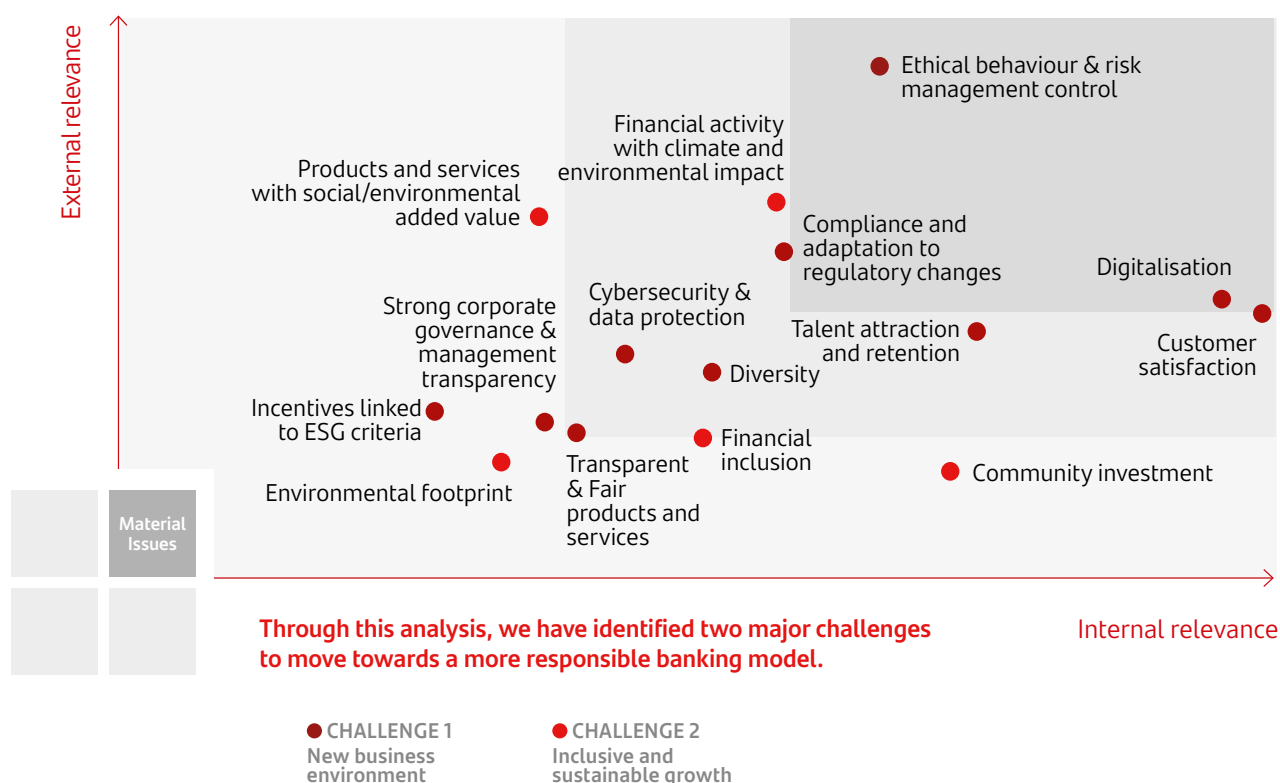 External relevance
Ethical behaviour & risk
management control
Financial activity
with climate and
environmental impact
Products and services
with social/environmental
added value
Compliance and
adaptation to
regulatory changes
Digitalisation
Cybersecurity &
data protection
Strong corporate
governance &
management
transparency
Talent attraction
and retention
Customer
satisfaction
Diversity
Incentives linked
to ESG criteria
Financial
inclusion
Transparent
& Fair
products and
services
Community investment
Environmental footprint
Material
Issues
Through this analysis, we have identified two major challenges
to move towards a more responsible banking model.
Internal relevance
CHALLENGE 1
New business
environment
CHALLENGE 2
Inclusive and
sustainable growth